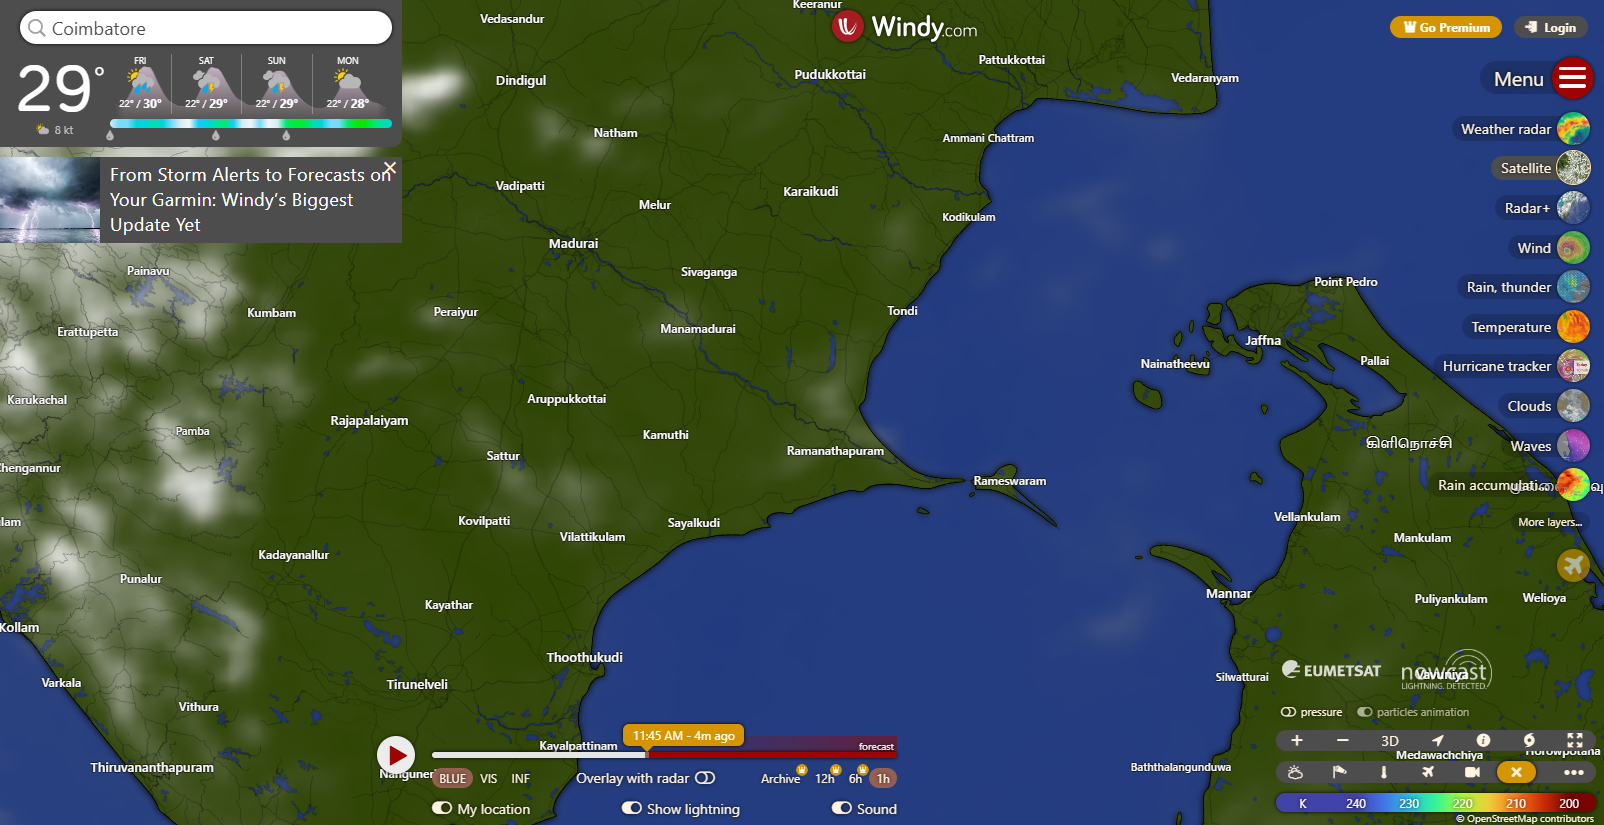 Coimbatore
29°
8 kt
FRI
22° / 30°
SAT
22° / 29°
SUN
22° / 29°
MON
22° / 28°
From Storm Alerts to Forecasts on
Your Garmin: Windy's Biggest
Update Yet
Windy.com
Go Premium
Login
Menu
Weather radar
Satellite
Radar+
Wind
Rain, thunder
Temperature
Hurricane tracker
Clouds
Waves
Rain accumulati
More layers...
Keeranur
Vedasandur
Pattukkottai
Dindigul
Pudukkottai
Vedaranyam
Natham
Ammani Chattram
Vadipatti
Karaikudi
Melur
Kodikulam
Madurai
Painavu
Sivaganga
Point Pedro
Kumbam
Peraiyur
Tondi
Erattupetta
Manamadurai
Jaffna
Nainatheevu
Pallai
Karukachal
Aruppukkottai
Rajapalaiyam
Pamba
Kamuthi
கிளிநொச்சி
Sattur
Ramanathapuram
Chengannur
Rameswaram
Kovilpatti
Sayalkudi
Vellankulam
Vilattikulam
Mankulam
Kadayanallur
Punalur
Mannar
Kayathar
Puliyankulam
Welioya
Kollam
Thoothukudi
Silwatturai
Vavuniya
Varkala
Tirunelveli
Vithura
Kayalpattinam
Thiruvananthapuram
Baththalangunduwa
Medawachchiya
Horowpotana
EUMETSAT
nowcast
LIGHTNING. DETECTED.
pressure
particles animation
3D
11:45 AM - 4m ago
forecast
BLUE
VIS
INF
Overlay with radar
Archive
12h
6h
1h
My location
Show lightning
Sound
K 240 230 220 210 200
© OpenStreetMap contributors